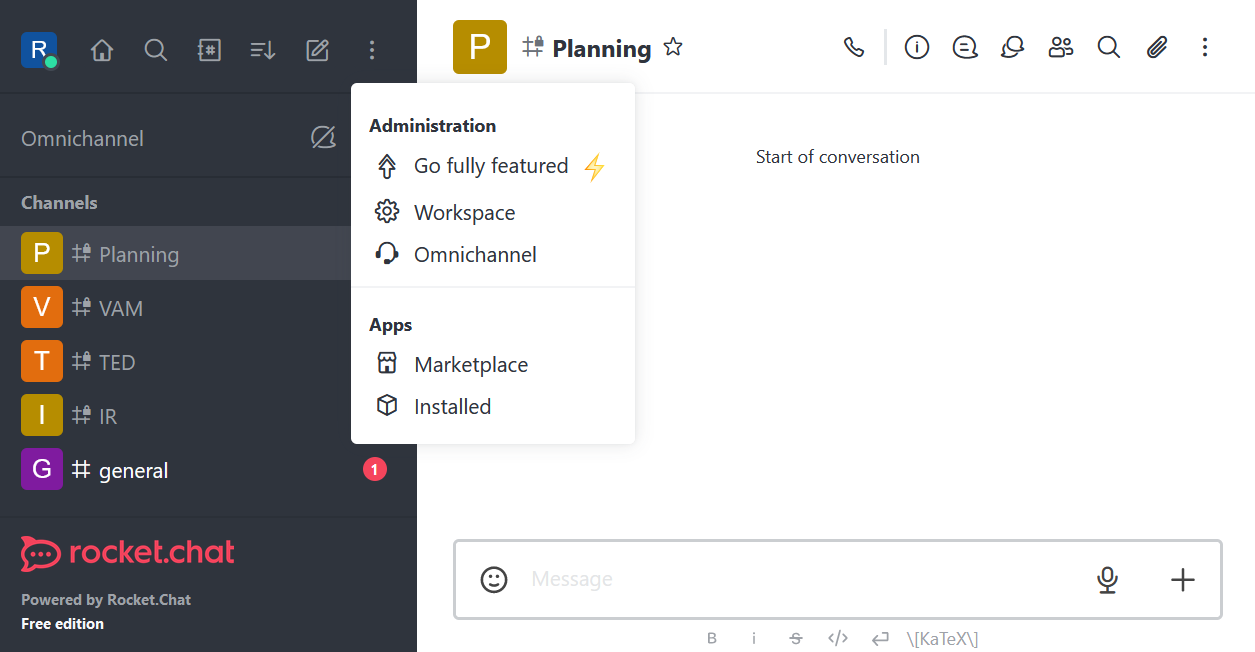 R
P
Planning
Omnichannel
Channels
P Planning
V VAM
T TED
I IR
G general
1
rocket.chat
Powered by Rocket.Chat
Free edition
Administration
Go fully featured
Workspace
Omnichannel
Apps
Marketplace
Installed
Start of conversation
Message
B i S </> \[KaTeX\]